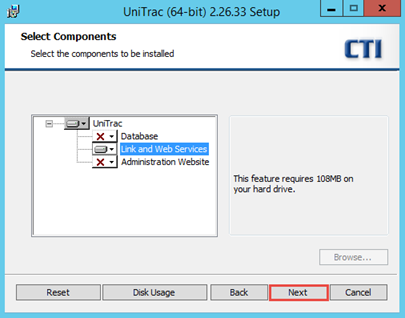 UniTrac (64-bit) 2.26.33 Setup
Select Components
Select the components to be installed
CTI
UniTrac
Database
Link and Web Services
Administration Website
This feature requires 108MB on
your hard drive.
Browse...
Reset Disk Usage Back Next Cancel